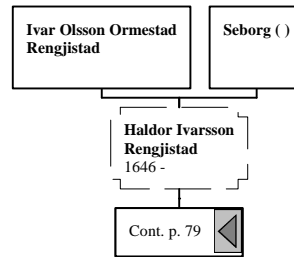 Ivar Olsson Ormestad
Rengjistad
Seborg ( )
Haldor Ivarsson
Rengjistad
1646 -
Cont. p. 79